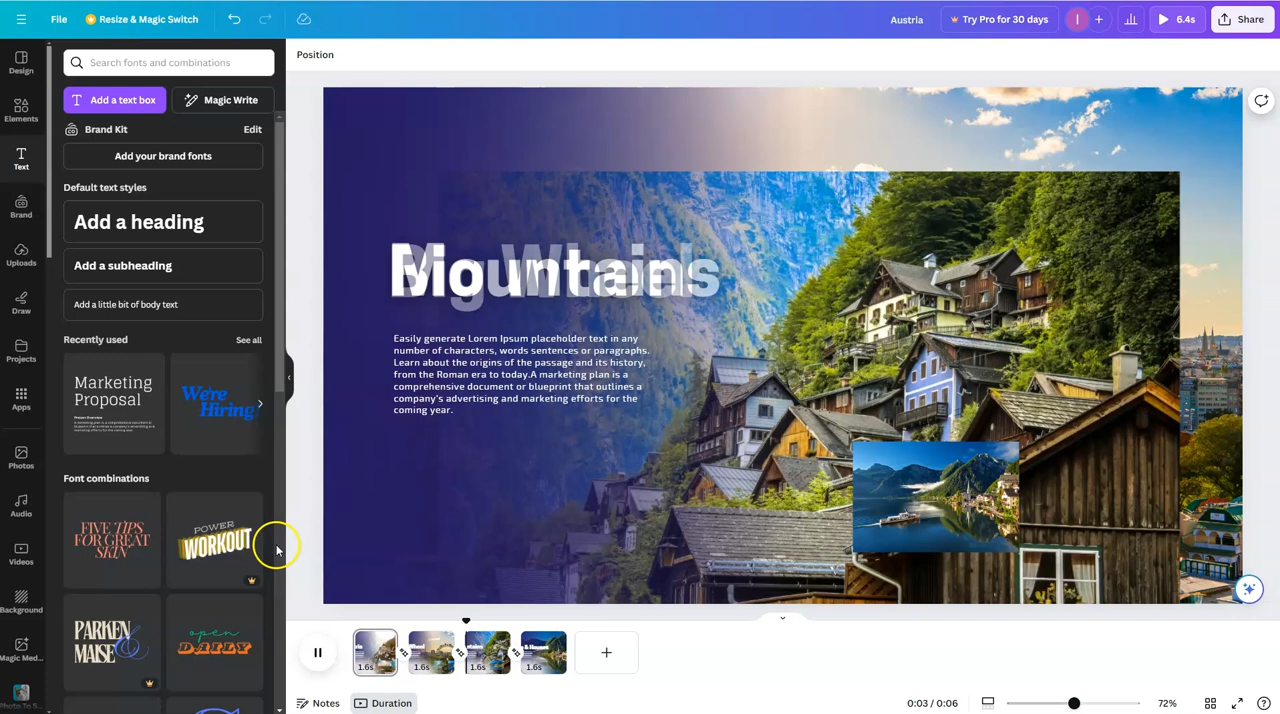 File
Resize & Magic Switch
Austria
Try Pro for 30 days
I
6.4s
Share
Design
Elements
Text
Brand
Uploads
Draw
Projects
Apps
Photos
Audio
Videos
Background
Magic Med...
Photo To S...
Search fonts and combinations
Add a text box
Magic Write
Brand Kit
Edit
Add your brand fonts
Default text styles
Add a heading
Add a subheading
Add a little bit of body text
Recently used
See all
Marketing
Proposal
We're
Hiring
Font combinations
FIVE TIPS
FOR GREAT
SKIN
POWER
WORKOUT
PARKEN
&
MAISE
open
DAILY
Position
Mountains
Easily generate Lorem Ipsum placeholder text in any
number of characters, words sentences or paragraphs.
Learn about the origins of the passage and its history,
from the Roman era to today.A marketing plan is a
comprehensive document or blueprint that outlines a
company's advertising and marketing efforts for the
coming year.
1.6s
1.6s
1.6s
1.6s
Notes
Duration
0:03 / 0:06
72%